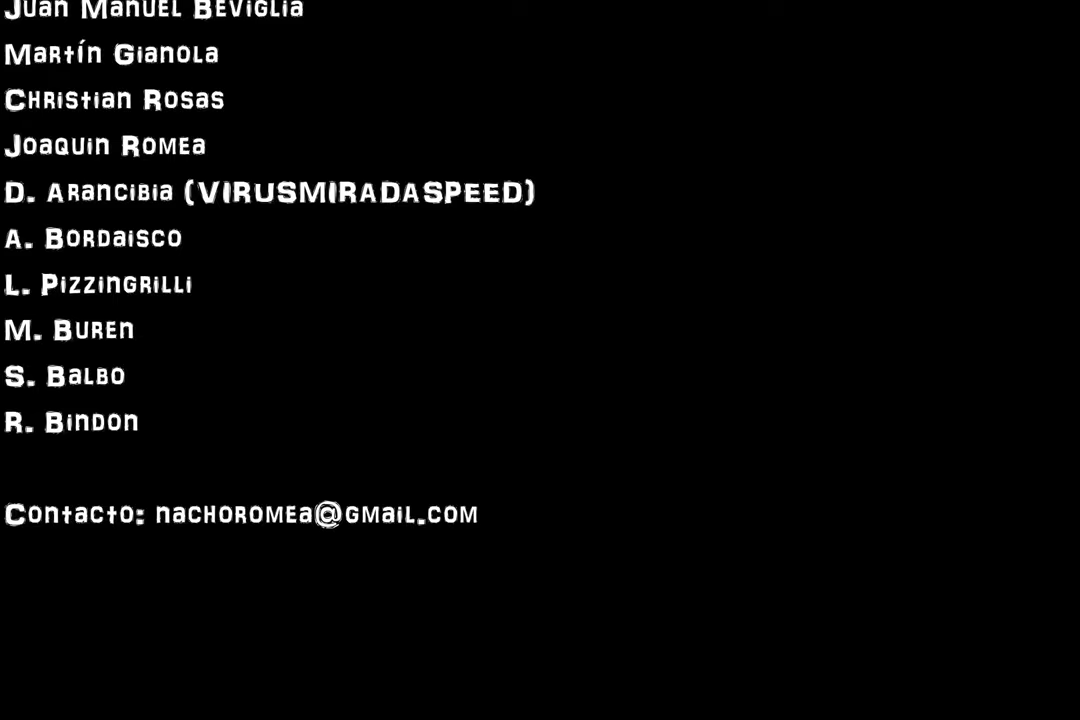 Juan Manuel Beviglia
Martín Gianola
Christian Rosas
Joaquin Romea
D. Arancibia (VIRUSMIRADASPEED)
A. Bordaisco
L. Pizzingrilli
M. Buren
S. Balbo
R. Bindon
Contacto: nachoromea@gmail.com